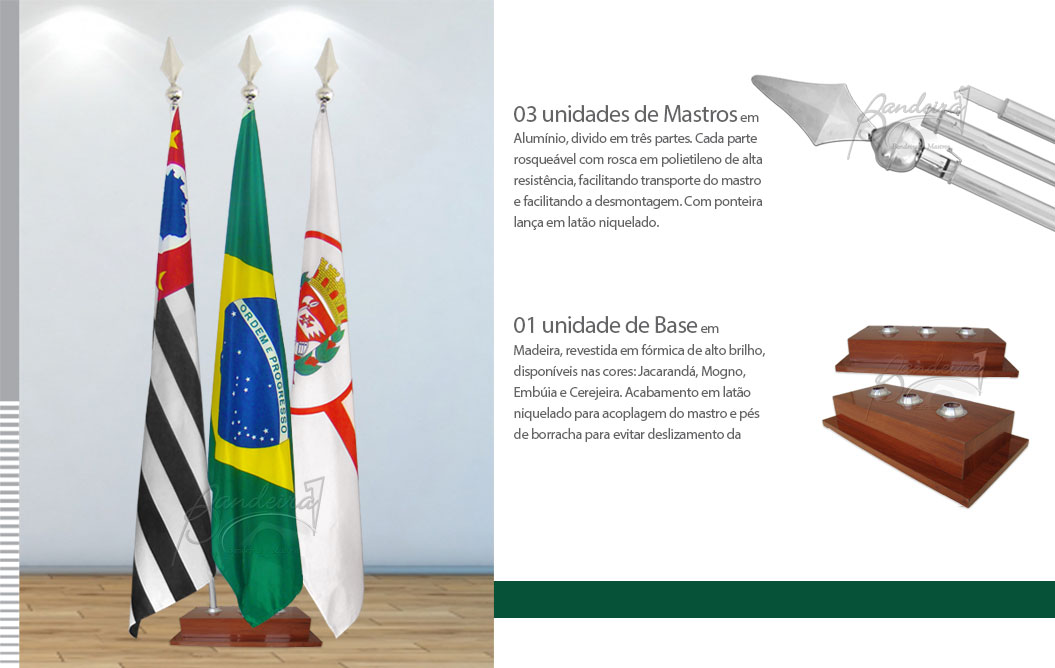 ORDEM E PROGRESSO
Bandeira1
03 unidades de Mastros em
Alumínio, divido em três partes. Cada parte
rosqueável com rosca em polietileno de alta
resistência, facilitando transporte do mastro
e facilitando a desmontagem. Com ponteira
lança em latão niquelado.
Bandeira1
01 unidade de Base em
Madeira, revestida em fórmica de alto brilho,
disponíveis nas cores: Jacarandá, Mogno,
Embúia e Cerejeira. Acabamento em latão
niquelado para acoplagem do mastro e pés
de borracha para evitar deslizamento da
Bandeira1